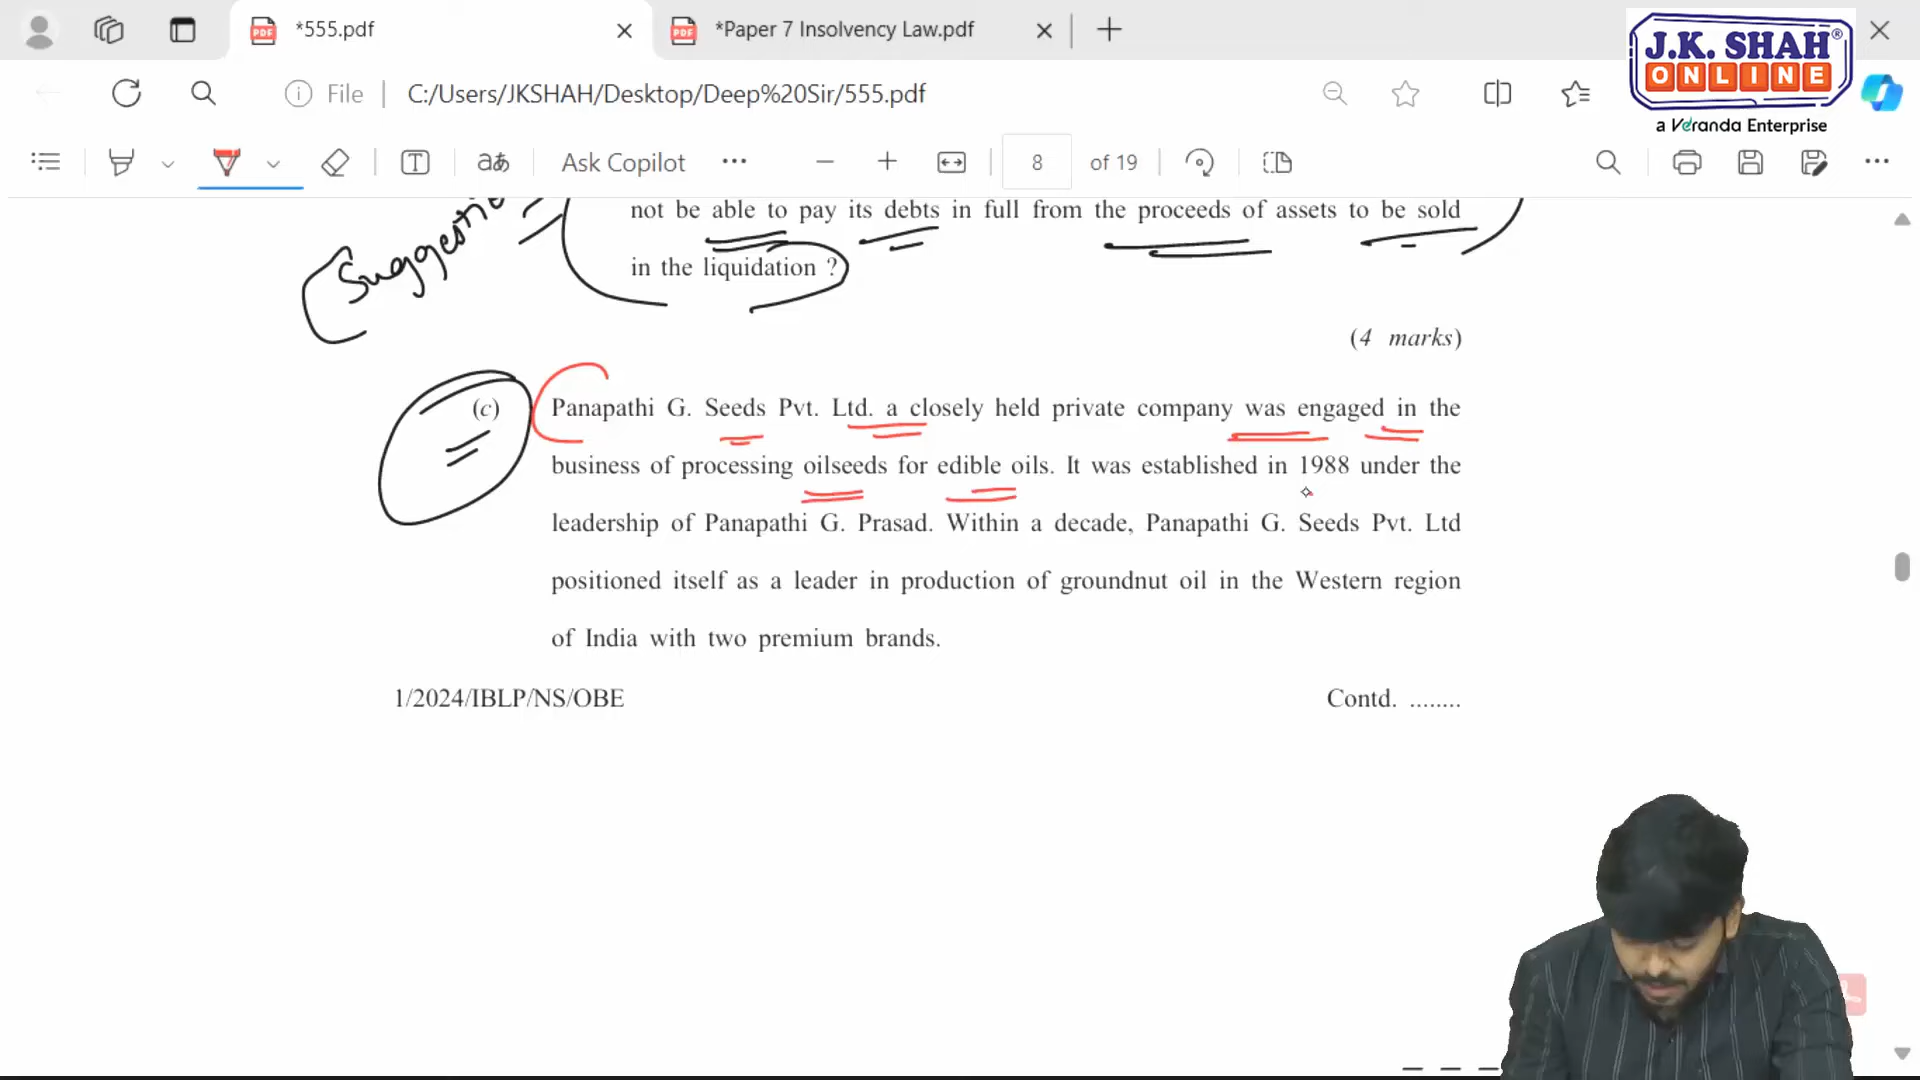 *555.pdf
*Paper 7 Insolvency Law.pdf
J.K. SHAH®
ONLINE
a Veranda Enterprise
File
C:/Users/JKSHAH/Desktop/Deep%20Sir/555.pdf
Ask Copilot
8 of 19
not be able to pay its debts in full from the proceeds of assets to be sold
in the liquidation ?
(4 marks)
(c) Panapathi G. Seeds Pvt. Ltd. a closely held private company was engaged in the
business of processing oilseeds for edible oils. It was established in 1988 under the
leadership of Panapathi G. Prasad. Within a decade, Panapathi G. Seeds Pvt. Ltd
positioned itself as a leader in production of groundnut oil in the Western region
of India with two premium brands.
1/2024/IBLP/NS/OBE
Contd. ........